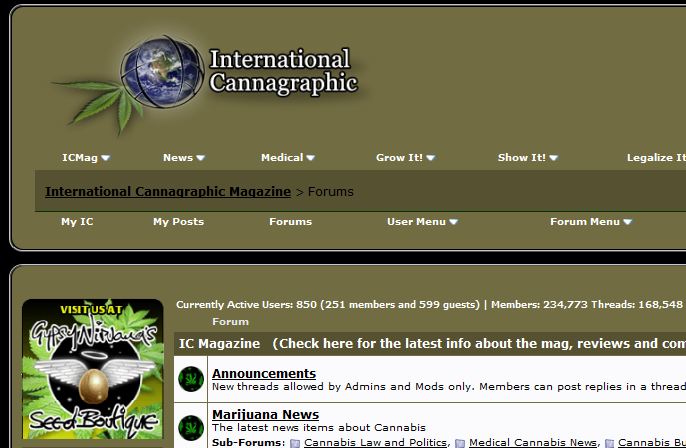 International
Cannagraphic
ICMag News Medical Grow It! Show It! Legalize It
International Cannagraphic Magazine > Forums
My IC My Posts Forums User Menu Forum Menu
VISIT US AT
Gypsy Nirvana's
Seed Boutique
Currently Active Users: 850 (251 members and 599 guests) | Members: 234,773 Threads: 168,548
Forum
IC Magazine (Check here for the latest info about the mag, reviews and com
Announcements
New threads allowed by Admins and Mods only. Members can post replies in a thread
Marijuana News
The latest news items about Cannabis
Sub-Forums: Cannabis Law and Politics, Medical Cannabis News, Cannabis Bu